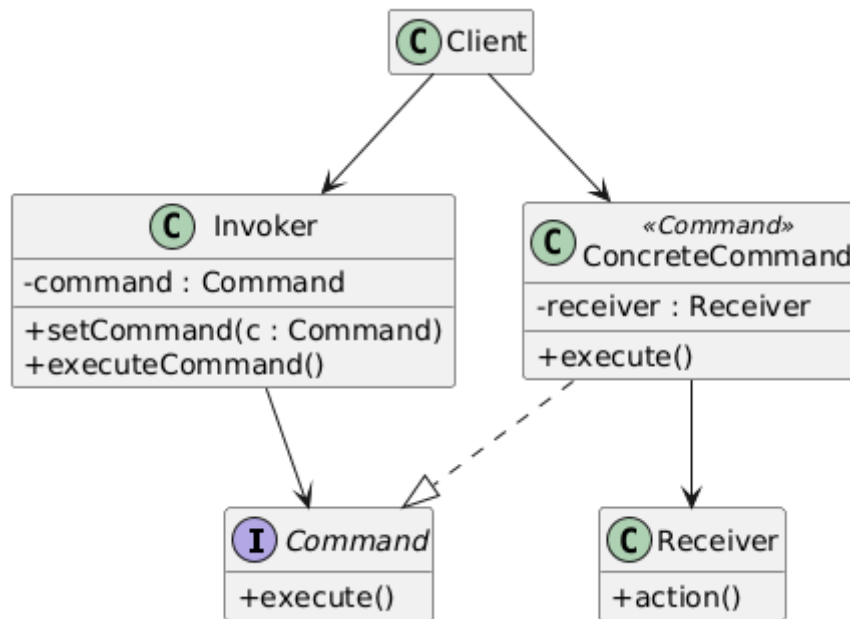 C Client
C Invoker
-command : Command
+setCommand(c : Command)
+executeCommand()
«Command»
C ConcreteCommand
-receiver : Receiver
+execute()
I Command
+execute()
C Receiver
+action()